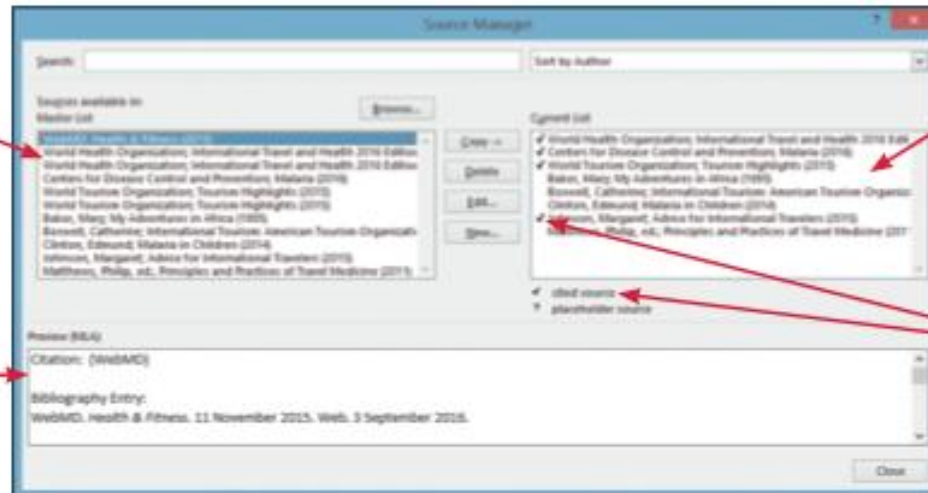 Source Manager
?
Search:
Sort by Author
Sources available in:
Master List
Browse...
Current List
WebMD, Health & Fitness (2015)
World Health Organization; International Travel and Health 2016 Edition
World Health Organization; International Travel and Health 2016 Edition
Centers for Disease Control and Prevention; Malaria (2016)
World Tourism Organization; Tourism Highlights (2015)
World Tourism Organization; Tourism Highlights (2015)
Baker, Mary; My Adventures in Africa (1995)
Boswell, Catherine; International Tourism: American Tourism Organizati
Clinton, Edmund; Malaria in Children (2014)
Johnson, Margaret; Advice for International Travelers (2015)
Matthews, Philip, ed.; Principles and Practices of Travel Medicine (2011)
Copy ->
Delete
Edit...
New...
✓ World Health Organization; International Travel and Health 2016 Edit
✓ Centers for Disease Control and Prevention; Malaria (2016)
✓ World Tourism Organization; Tourism Highlights (2015)
Baker, Mary; My Adventures in Africa (1995)
Boswell, Catherine; International Tourism: American Tourism Organiza
Clinton, Edmund; Malaria in Children (2014)
✓ Johnson, Margaret; Advice for International Travelers (2015)
Matthews, Philip, ed.; Principles and Practices of Travel Medicine (201
✓ cited source
? placeholder source
Preview (MLA)
Citation: (WebMD)
Bibliography Entry:
WebMD. Health & Fitness. 11 November 2015. Web. 3 September 2016.
Close